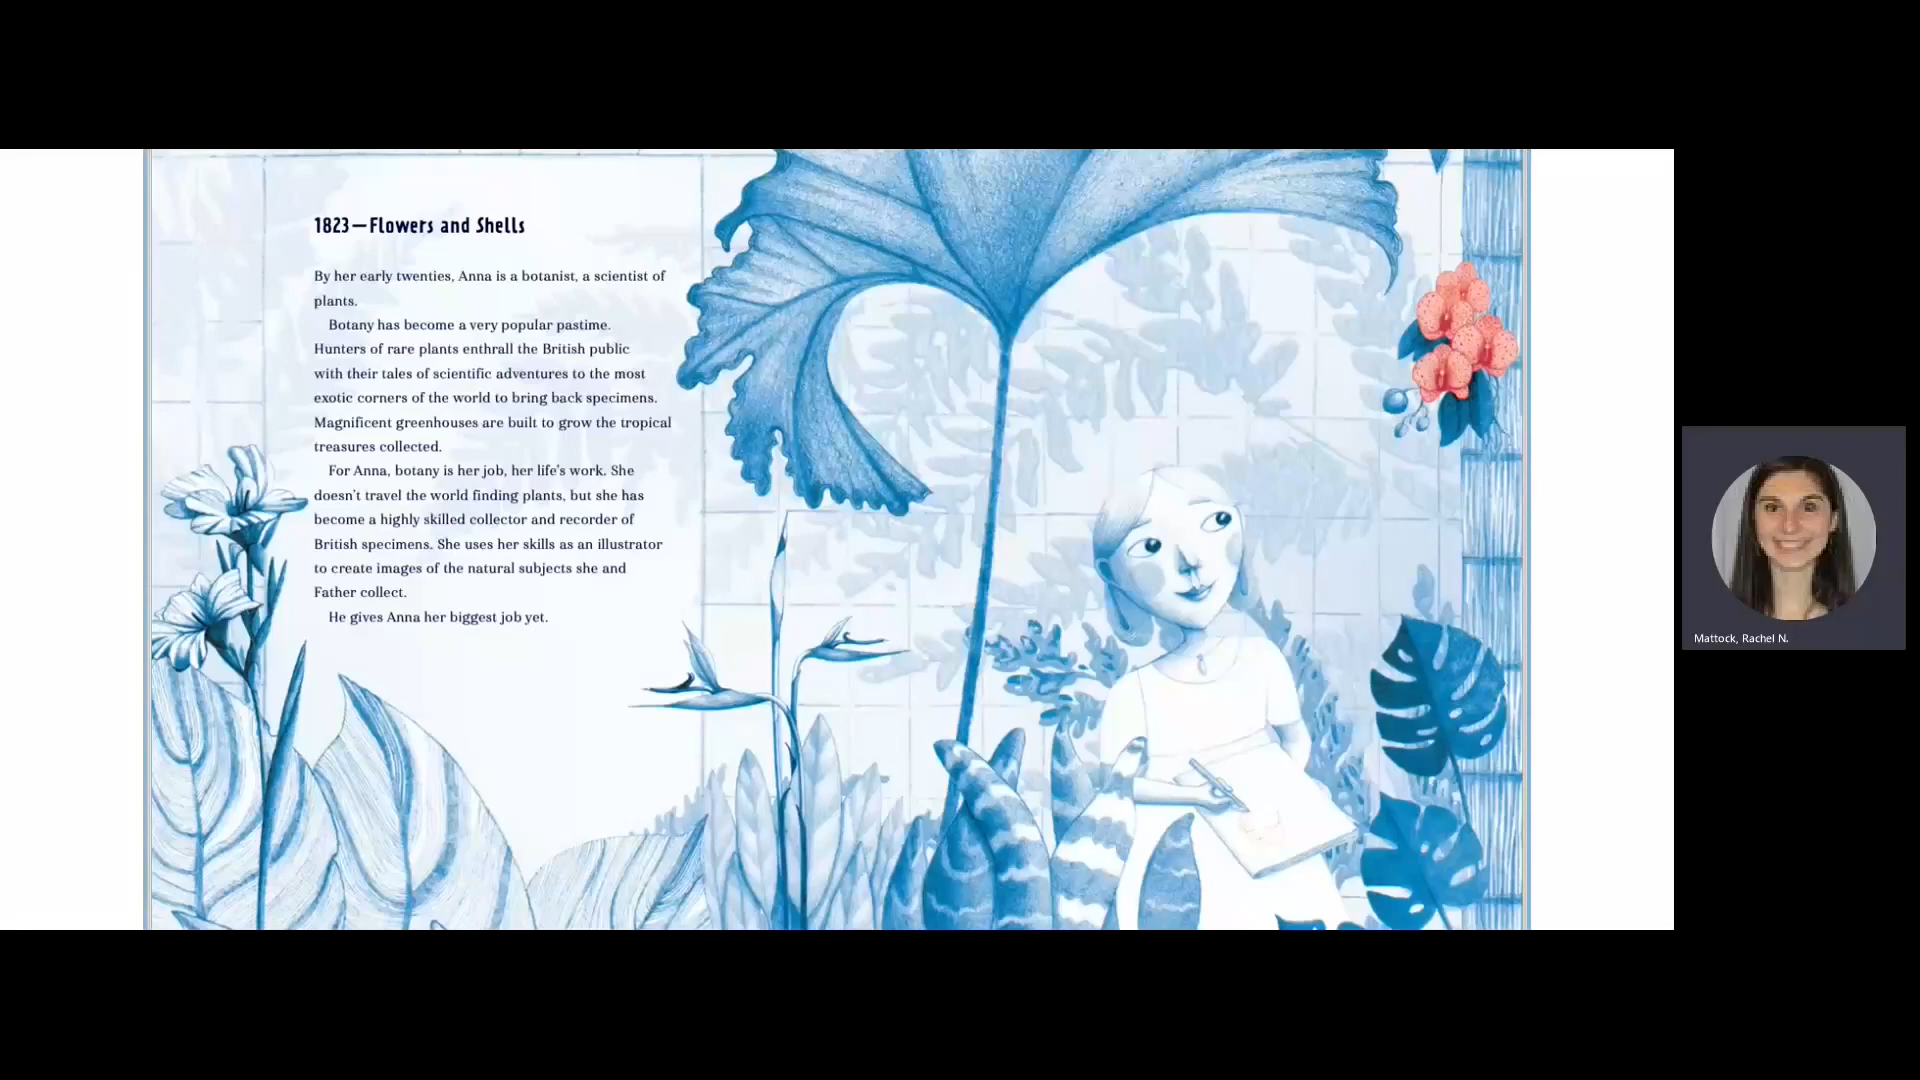 1823—Flowers and Shells
By her early twenties, Anna is a botanist, a scientist of
plants.
Botany has become a very popular pastime.
Hunters of rare plants enthrall the British public
with their tales of scientific adventures to the most
exotic corners of the world to bring back specimens.
Magnificent greenhouses are built to grow the tropical
treasures collected.
For Anna, botany is her job, her life's work. She
doesn't travel the world finding plants, but she has
become a highly skilled collector and recorder of
British specimens. She uses her skills as an illustrator
to create images of the natural subjects she and
Father collect.
He gives Anna her biggest job yet.
Mattock, Rachel N.